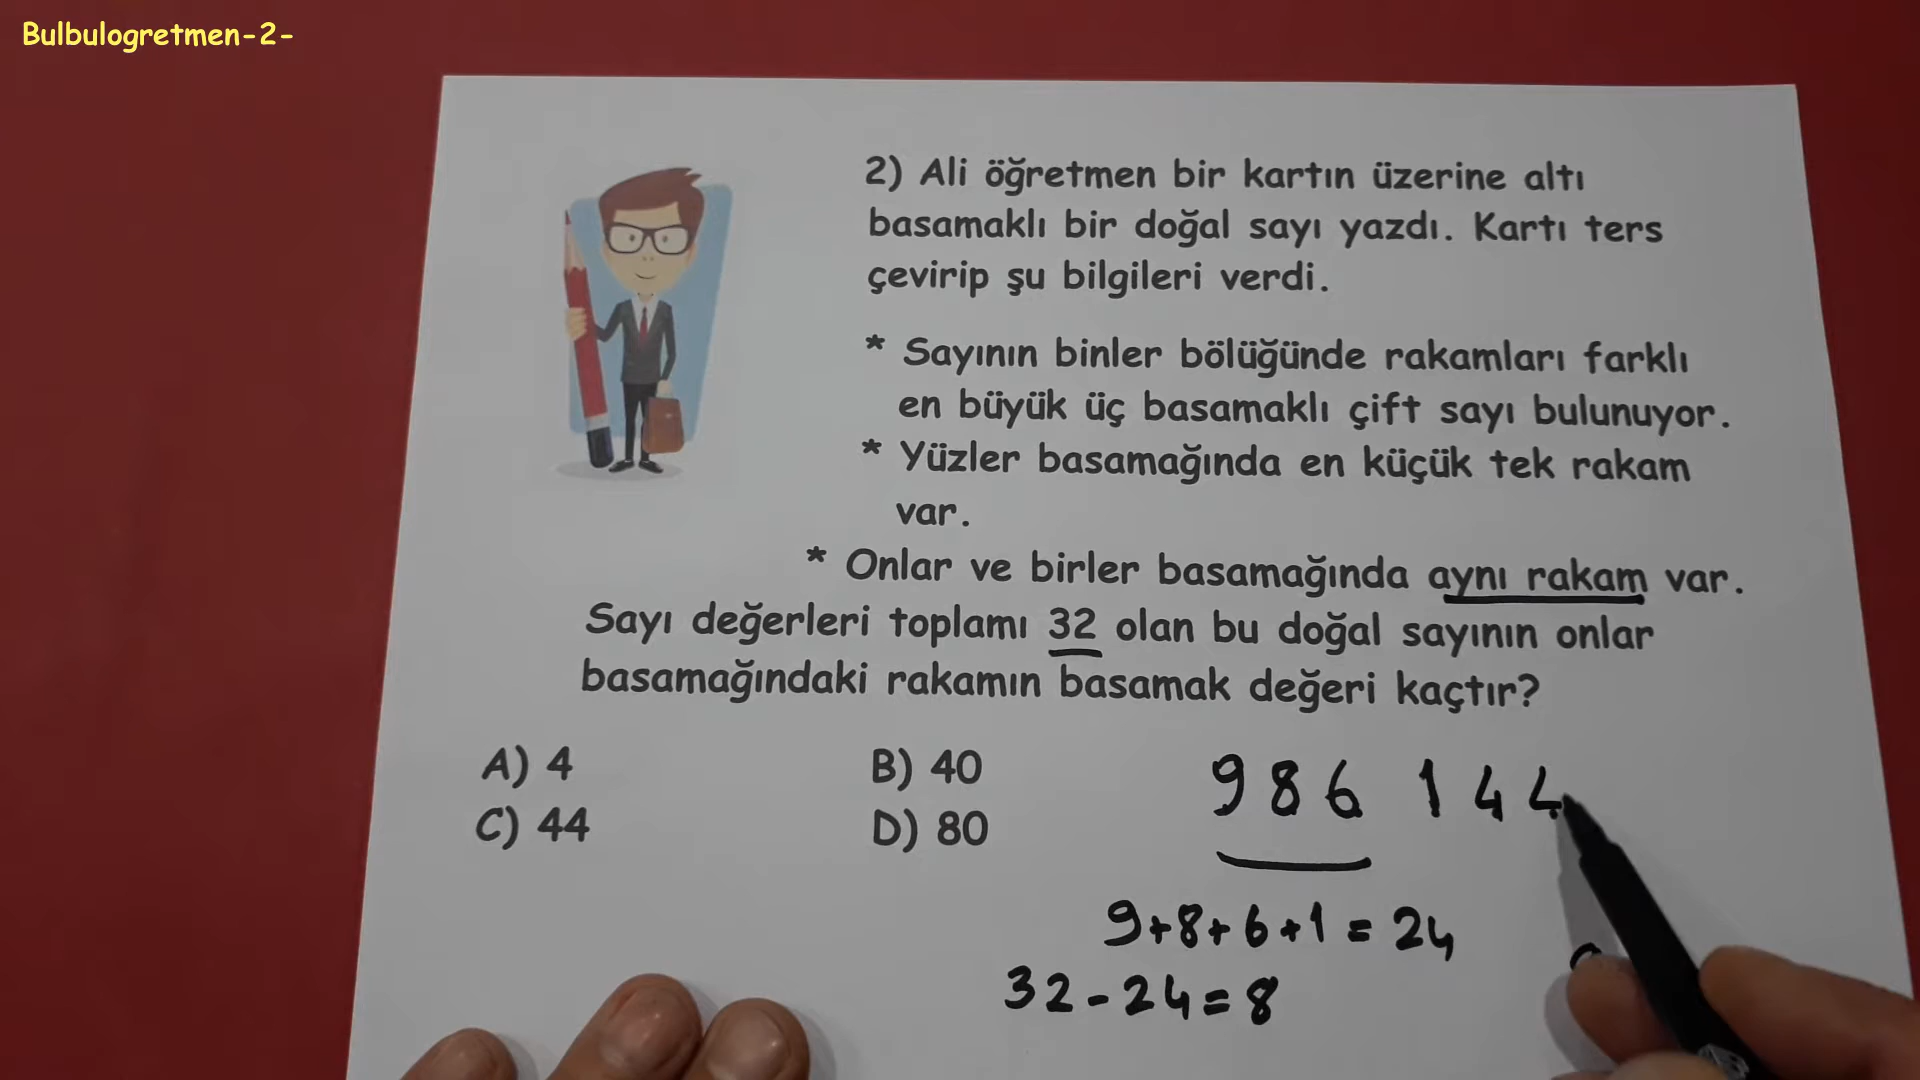 Bulbulogretmen-2-
2) Ali öğretmen bir kartın üzerine altı
basamaklı bir doğal sayı yazdı. Kartı ters
çevirip şu bilgileri verdi.
* Sayının binler bölüğünde rakamları farklı
en büyük üç basamaklı çift sayı bulunuyor.
* Yüzler basamağında en küçük tek rakam
var.
* Onlar ve birler basamağında aynı rakam var.
Sayı değerleri toplamı 32 olan bu doğal sayının onlar
basamağındaki rakamın basamak değeri kaçtır?
A) 4 B) 40
C) 44 D) 80
986 144
9+8+6+1=24
32-24=8